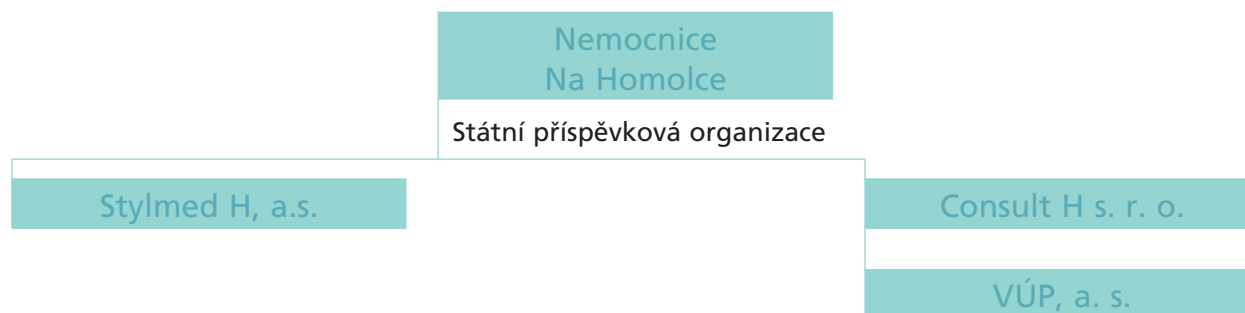 Nemocnice
Na Homolce
Státní příspěvková organizace
Stylmed H, a.s.
Consult H s. r. o.
VÚP, a. s.